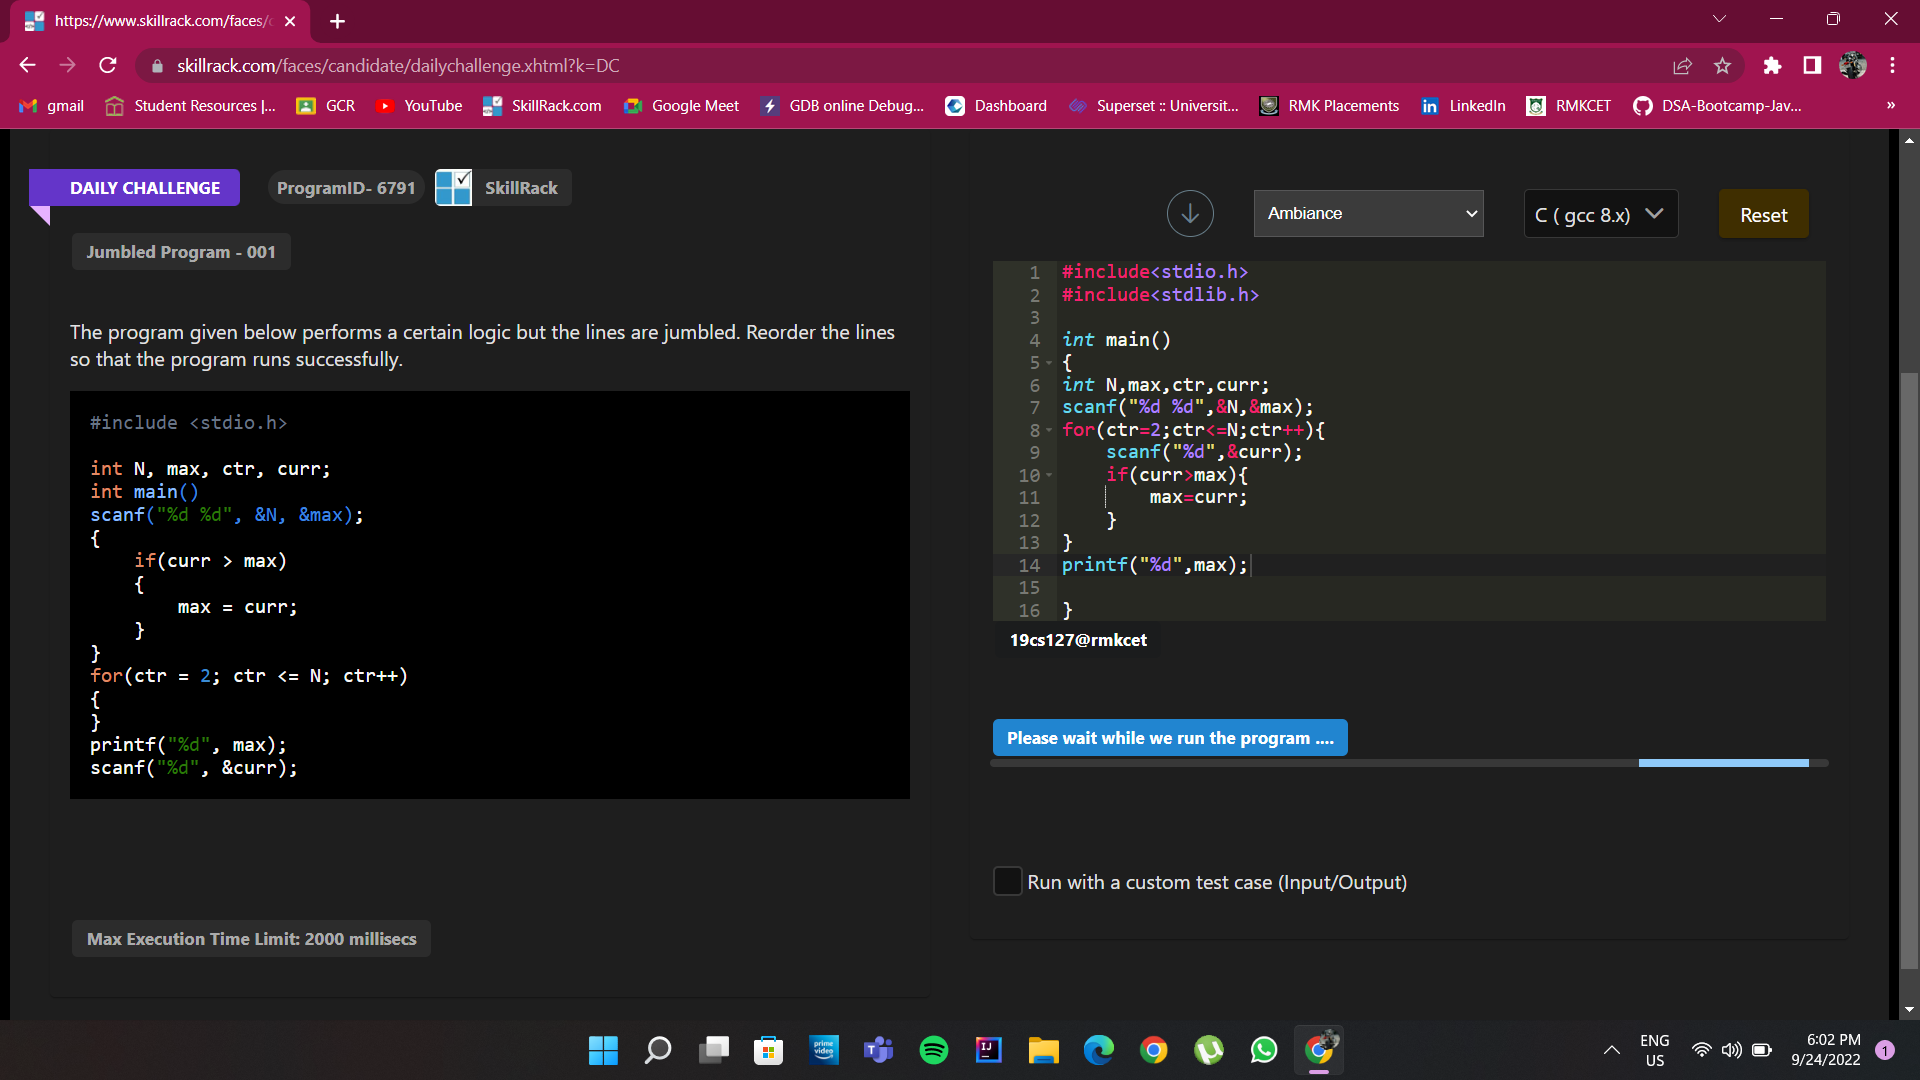 https://www.skillrack.com/faces/c
skillrack.com/faces/candidate/dailychallenge.xhtml?k=DC
gmail
Student Resources |...
GCR
YouTube
SkillRack.com
Google Meet
GDB online Debug...
Dashboard
Superset :: Universit...
RMK Placements
LinkedIn
RMKCET
DSA-Bootcamp-Jav...
»
DAILY CHALLENGE
ProgramID- 6791
SkillRack
Jumbled Program - 001
The program given below performs a certain logic but the lines are jumbled. Reorder the lines
so that the program runs successfully.
#include <stdio.h>
int N, max, ctr, curr;
int main()
scanf("%d %d", &N, &max);
{
if(curr > max)
{
max = curr;
}
}
for(ctr = 2; ctr <= N; ctr++)
{
}
printf("%d", max);
scanf("%d", &curr);
Max Execution Time Limit: 2000 millisecs
Ambiance
C ( gcc 8.x)
Reset
1 #include<stdio.h>
2 #include<stdlib.h>
3
4 int main()
5 {
6 int N,max,ctr,curr;
7 scanf("%d %d",&N,&max);
8 for(ctr=2;ctr<=N;ctr++){
9 scanf("%d",&curr);
10 if(curr>max){
11 max=curr;
12 }
13 }
14 printf("%d",max);
15
16 }
19cs127@rmkcet
Please wait while we run the program ....
Run with a custom test case (Input/Output)
prime video
T
IJ
ENG
US
6:02 PM
9/24/2022
1